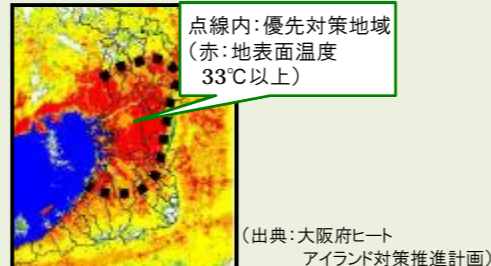 点線内：優先対策地域
（赤：地表面温度
33℃以上）
（出典：大阪府ヒート
アイランド対策推進計画）